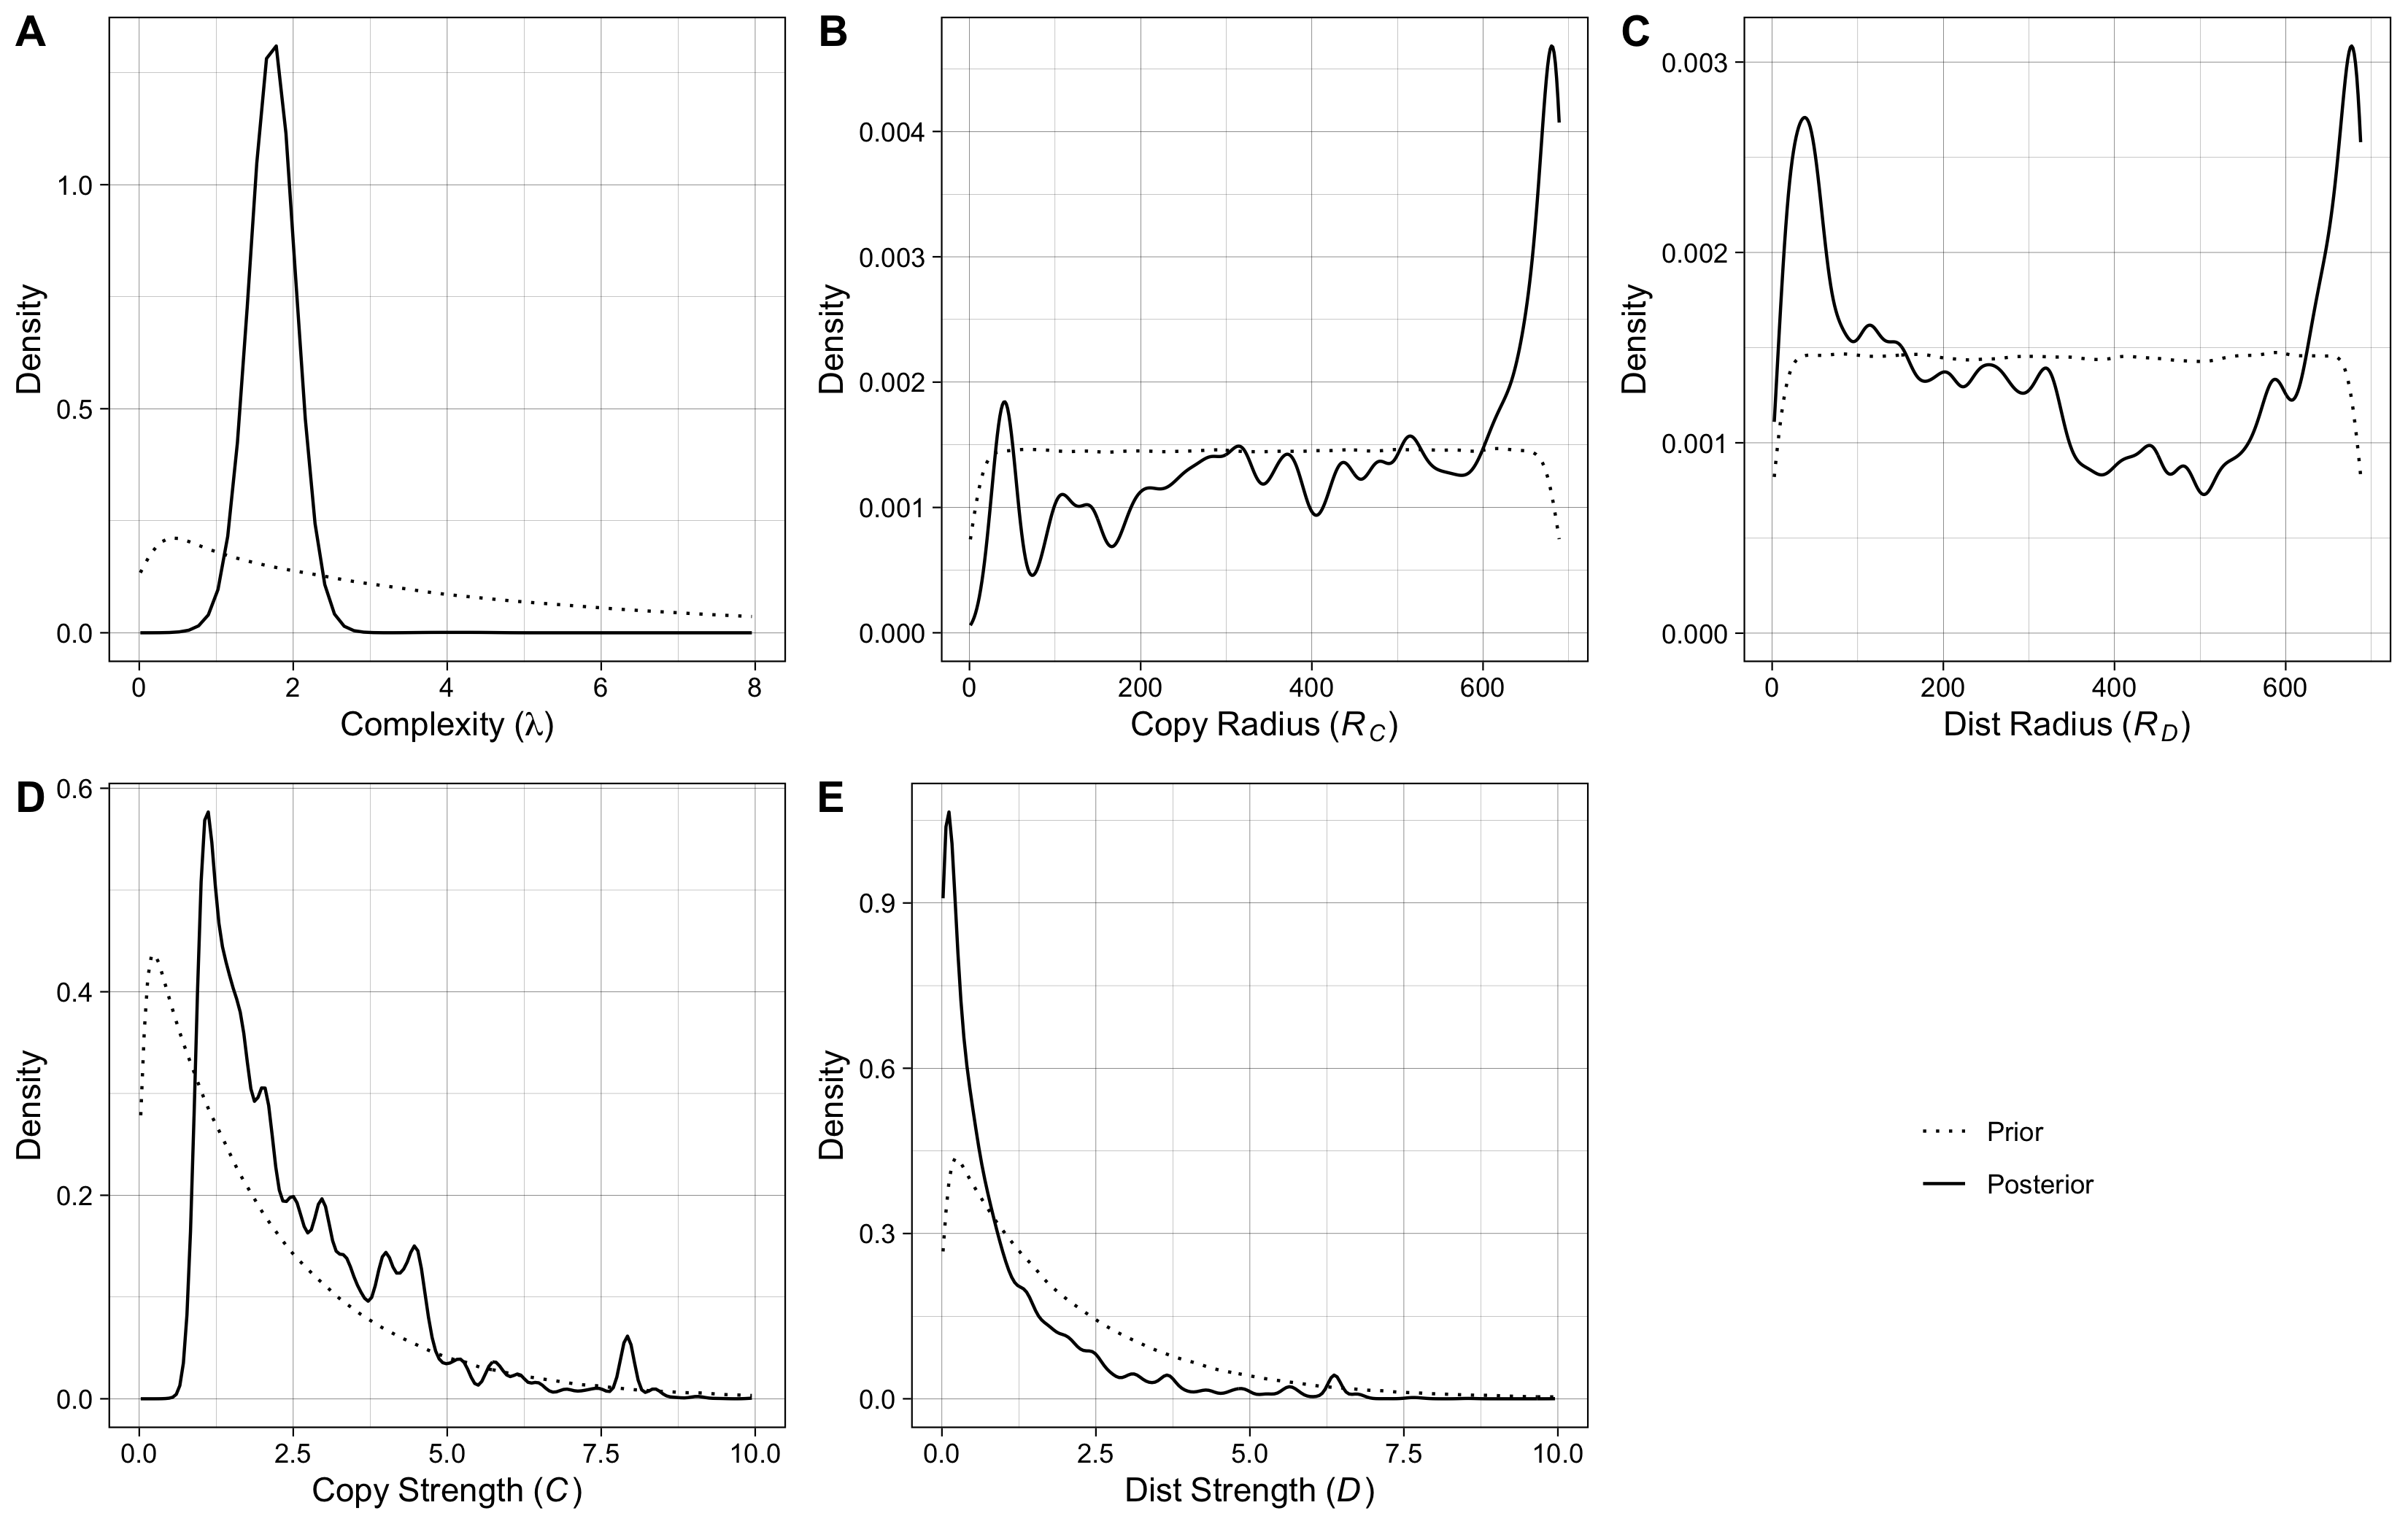 A
Density
1.0
0.5
0.0
0 2 4 6 8
Complexity (λ)
B
Density
0.004
0.003
0.002
0.001
0.000
0 200 400 600
Copy Radius (R_C)
C
Density
0.003
0.002
0.001
0.000
0 200 400 600
Dist Radius (R_D)
D
Density
0.6
0.4
0.2
0.0
0.0 2.5 5.0 7.5 10.0
Copy Strength (C)
E
Density
0.9
0.6
0.3
0.0
0.0 2.5 5.0 7.5 10.0
Dist Strength (D)
Prior
Posterior